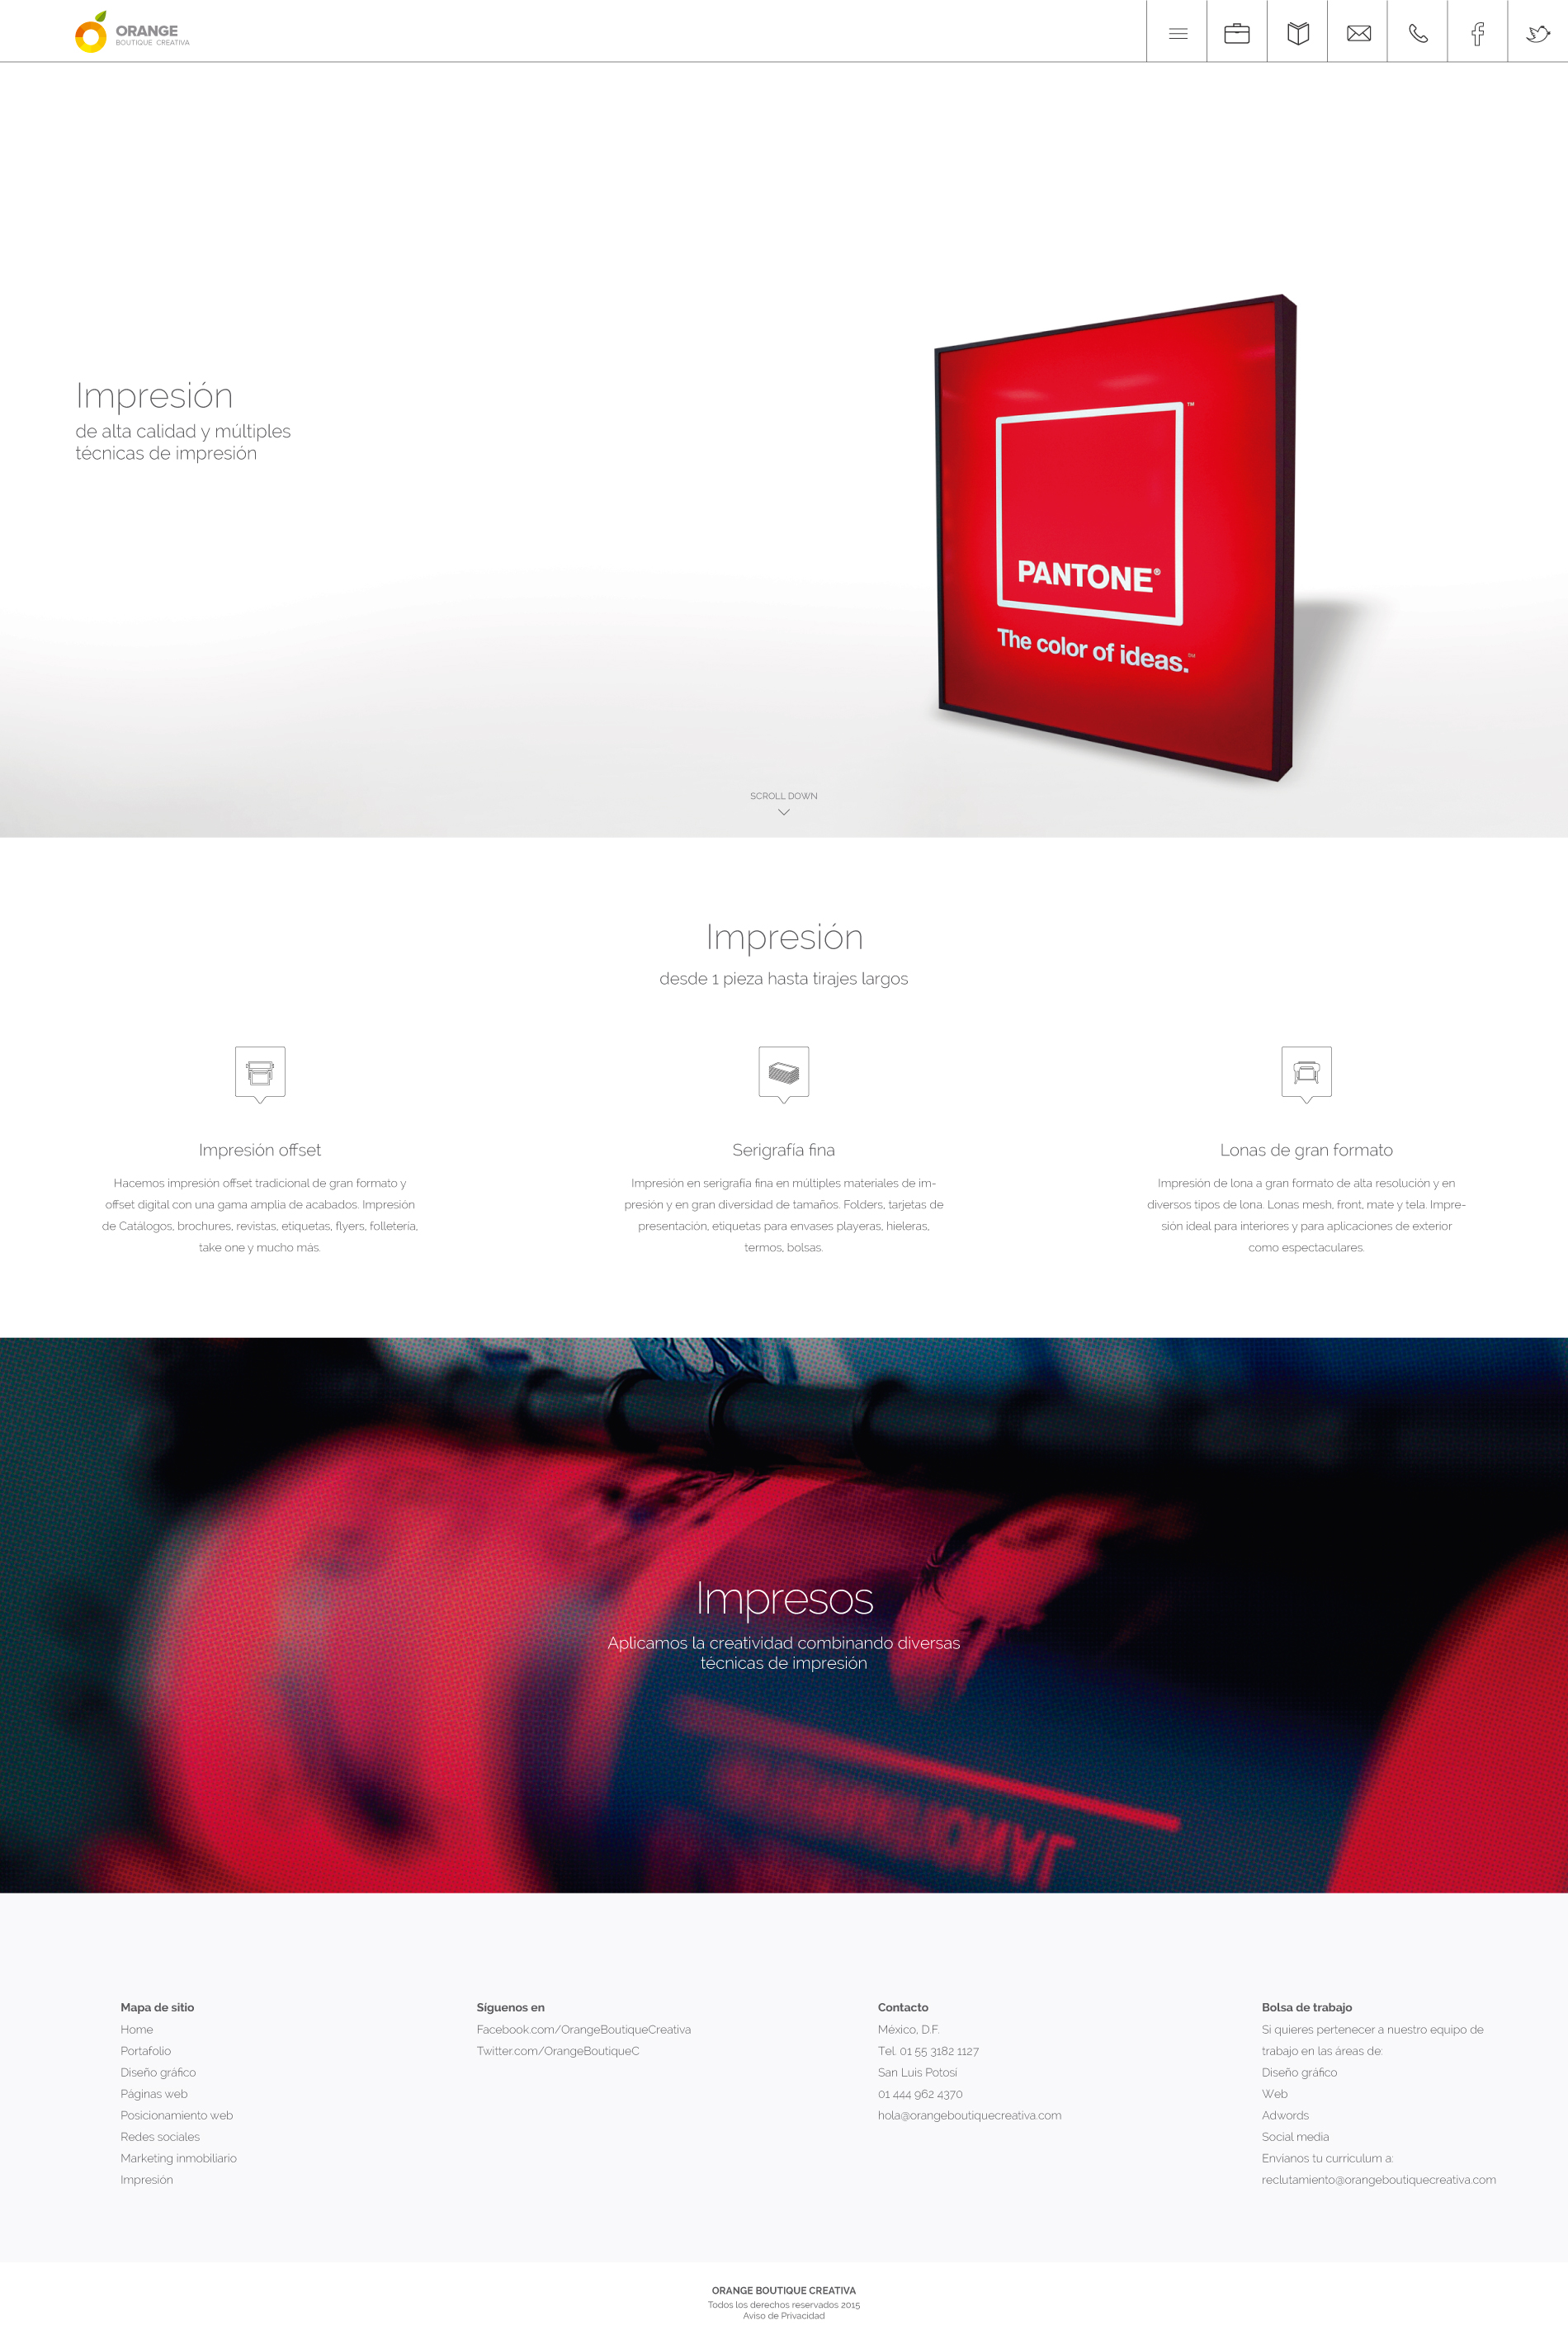 ORANGE
BOUTIQUE CREATIVA
Impresión
de alta calidad y múltiples
técnicas de impresión
™
PANTONE®
The color of ideas.℠
SCROLL DOWN
Impresión
desde 1 pieza hasta tirajes largos
Impresión offset
Hacemos impresión offset tradicional de gran formato y
offset digital con una gama amplia de acabados. Impresión
de Catálogos, brochures, revistas, etiquetas, flyers, folletería,
take one y mucho más.
Serigrafía fina
Impresión en serigrafía fina en múltiples materiales de im-
presión y en gran diversidad de tamaños. Folders, tarjetas de
presentación, etiquetas para envases playeras, hieleras,
termos, bolsas.
Lonas de gran formato
Impresión de lona a gran formato de alta resolución y en
diversos tipos de lona. Lonas mesh, front, mate y tela. Impre-
sión ideal para interiores y para aplicaciones de exterior
como espectaculares.
Impresos
Aplicamos la creatividad combinando diversas
técnicas de impresión
Mapa de sitio
Home
Portafolio
Diseño gráfico
Páginas web
Posicionamiento web
Redes sociales
Marketing inmobiliario
Impresión
Síguenos en
Facebook.com/OrangeBoutiqueCreativa
Twitter.com/OrangeBoutiqueC
Contacto
México, D.F.
Tel. 01 55 3182 1127
San Luis Potosí
01 444 962 4370
hola@orangeboutiquecreativa.com
Bolsa de trabajo
Si quieres pertenecer a nuestro equipo de
trabajo en las áreas de:
Diseño gráfico
Web
Adwords
Social media
Envíanos tu curriculum a:
reclutamiento@orangeboutiquecreativa.com
ORANGE BOUTIQUE CREATIVA
Todos los derechos reservados 2015
Aviso de Privacidad